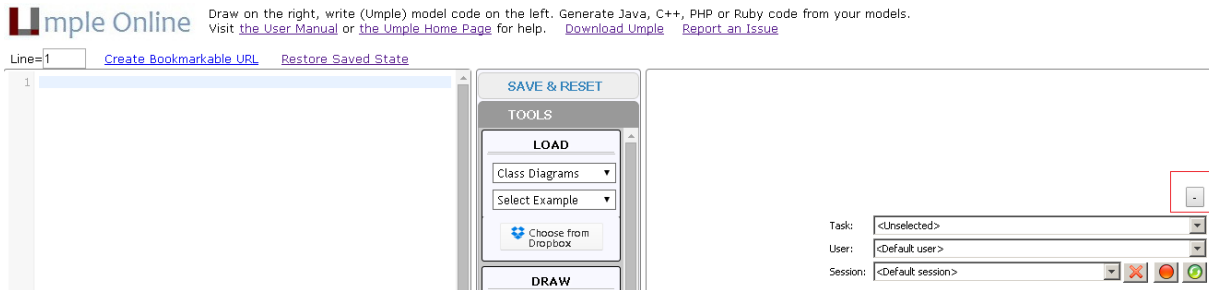 Umple Online
Draw on the right, write (Umple) model code on the left. Generate Java, C++, PHP or Ruby code from your models.
Visit the User Manual or the Umple Home Page for help. Download Umple Report an Issue
Line= 1 Create Bookmarkable URL Restore Saved State
1
SAVE & RESET
TOOLS
LOAD
Class Diagrams
Select Example
Choose from
Dropbox
DRAW
-
Task: <Unselected>
User: <Default user>
Session: <Default session>